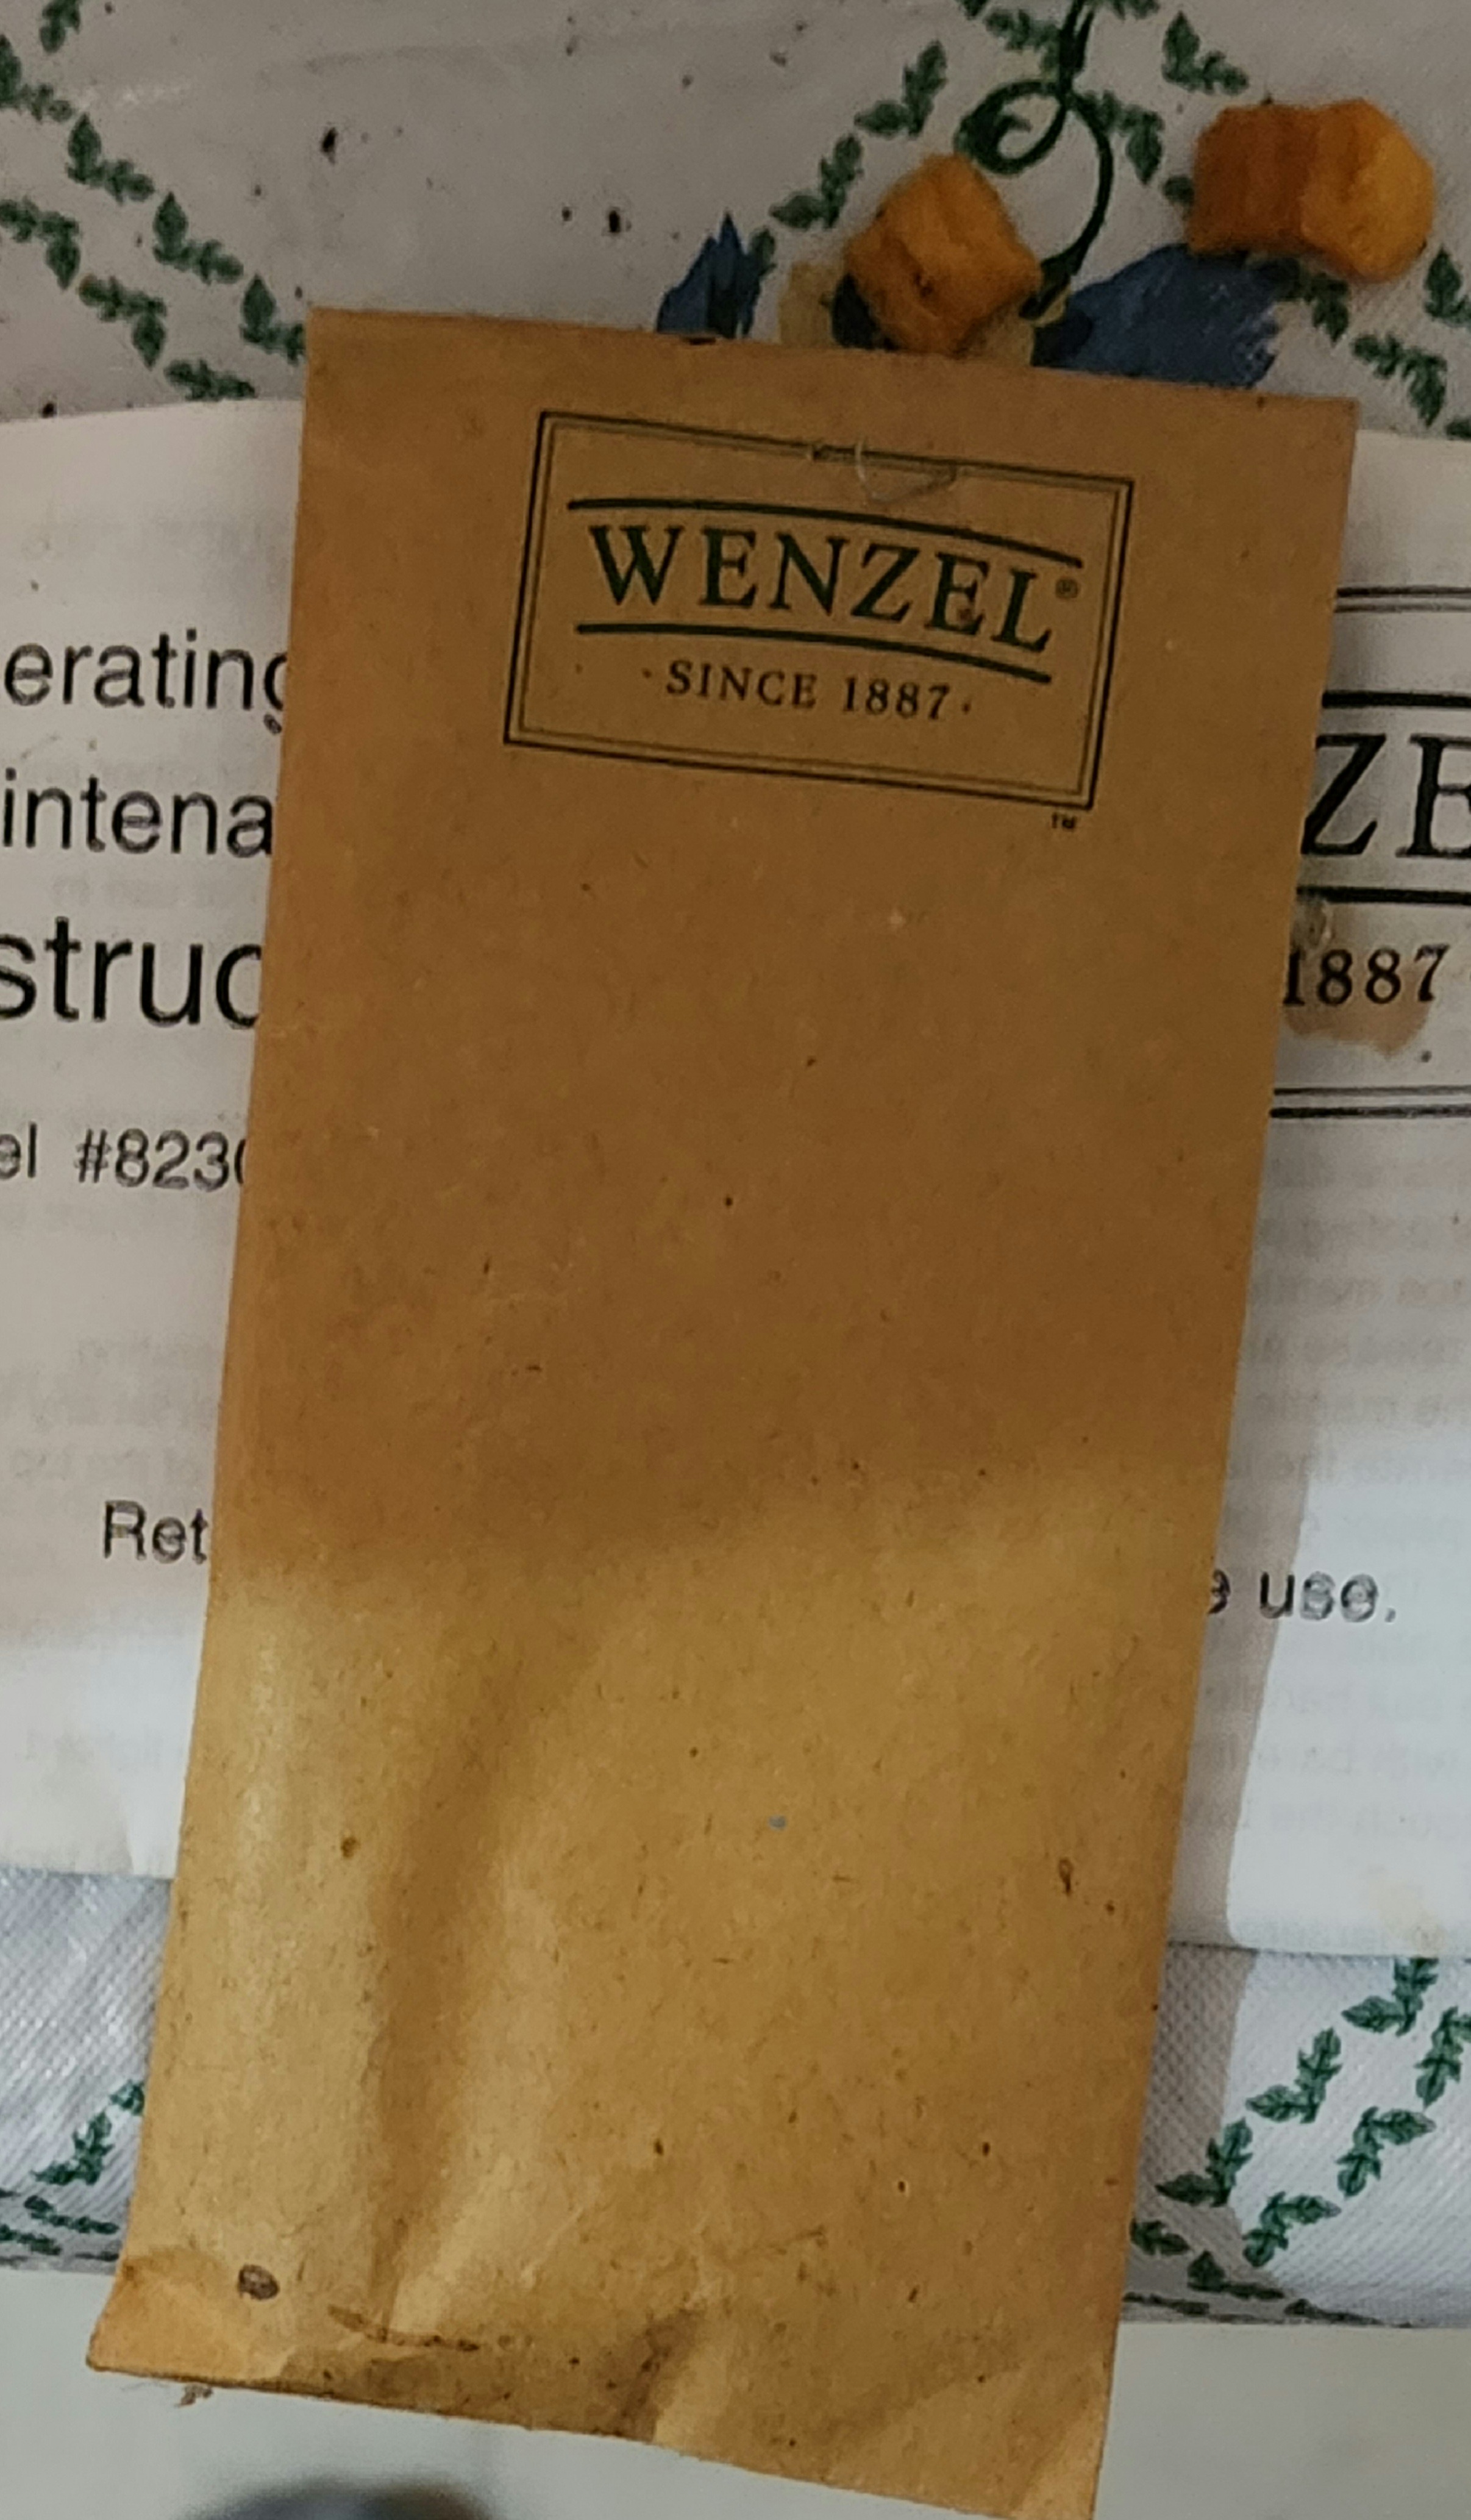 WENZEL®
· SINCE 1887 ·
™
erating
intena
struc
el #823
Ret
ZE
1887
e use.